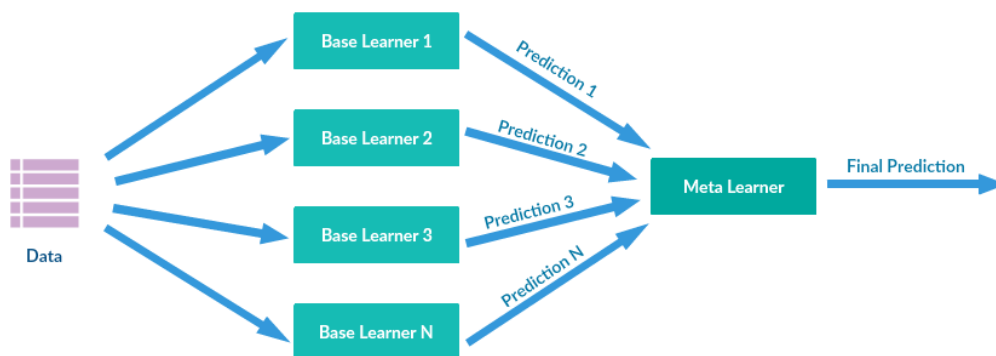 Base Learner 1
Prediction 1
Base Learner 2
Prediction 2
Meta Learner
Final Prediction
Data
Base Learner 3
Prediction 3
Base Learner N
Prediction N